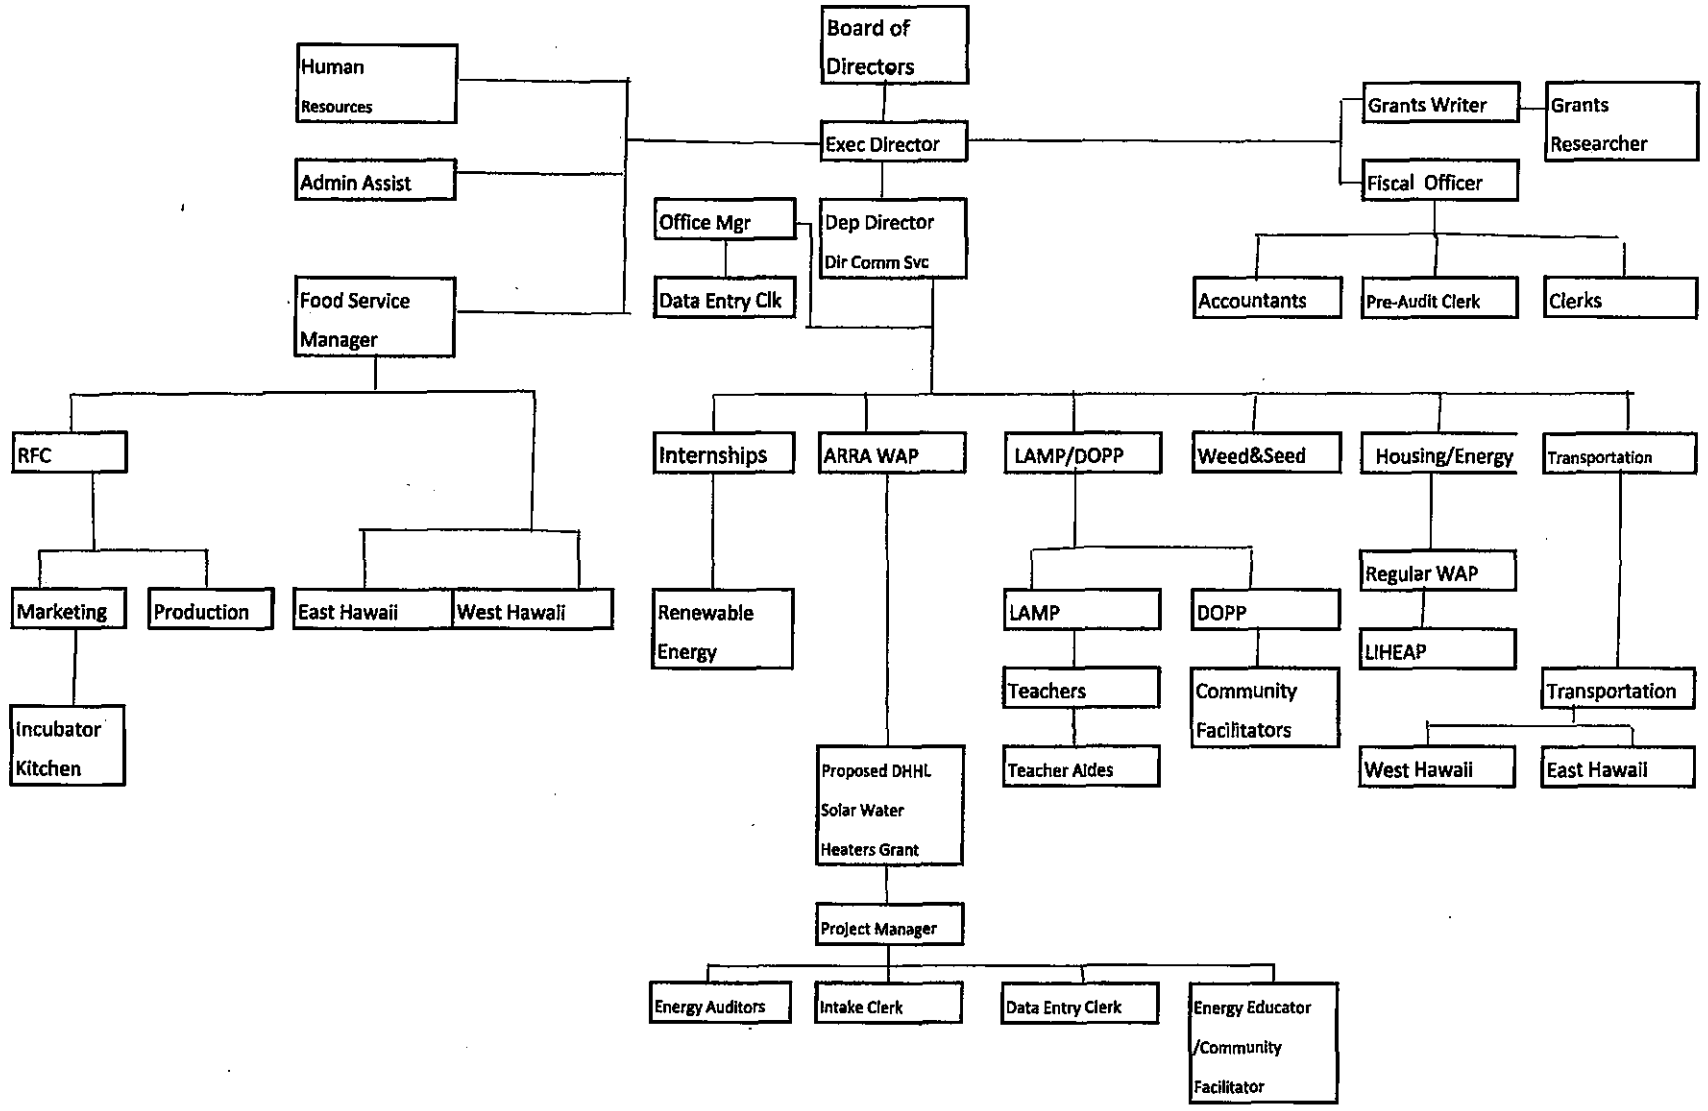 Board of
Directors
Human
Resources
Exec Director
Grants Writer
Grants
Researcher
Admin Assist
Fiscal Officer
Office Mgr
Dep Director
Dir Comm Svc
Data Entry Clk
Food Service
Manager
Accountants
Pre-Audit Clerk
Clerks
RFC
Internships
ARRA WAP
LAMP/DOPP
Weed&Seed
Housing/Energy
Transportation
Marketing
Production
East Hawaii
West Hawaii
Renewable
Energy
LAMP
DOPP
Regular WAP
LIHEAP
Incubator
Kitchen
Teachers
Community
Facilitators
Transportation
Proposed DHHL
Solar Water
Heaters Grant
Teacher Aides
West Hawaii
East Hawaii
Project Manager
Energy Auditors
Intake Clerk
Data Entry Clerk
Energy Educator
/Community
Facilitator